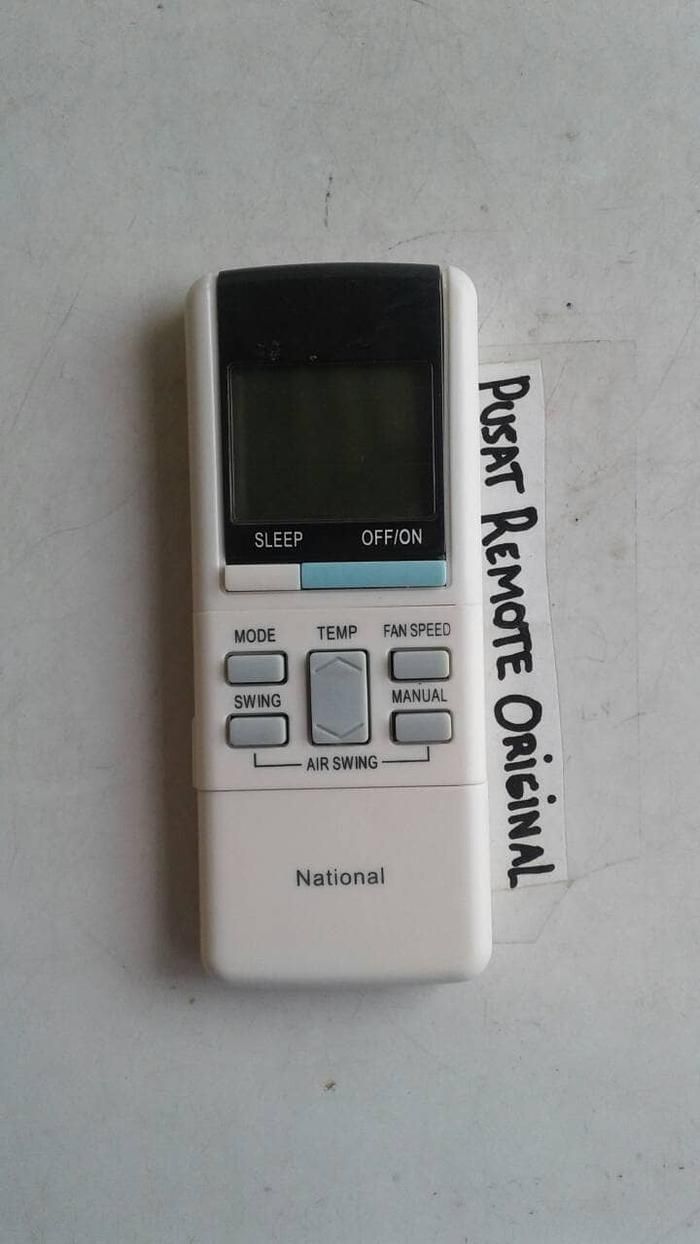 SLEEP OFF/ON
MODE TEMP FAN SPEED
SWING MANUAL
AIR SWING
National
PUSAT REMOTE ORIGINAL